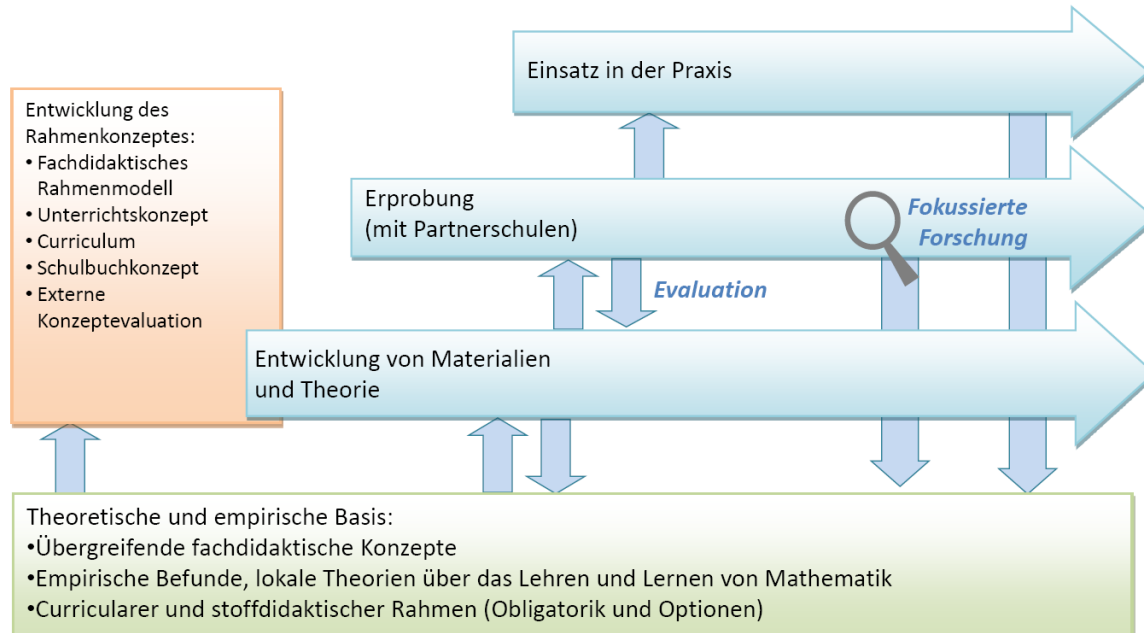 Einsatz in der Praxis
Entwicklung des
Rahmenkonzeptes:
• Fachdidaktisches
Rahmenmodell
• Unterrichtskonzept
• Curriculum
• Schulbuchkonzept
• Externe
Konzeptevaluation
Erprobung
(mit Partnerschulen)
Fokussierte
Forschung
Evaluation
Entwicklung von Materialien
und Theorie
Theoretische und empirische Basis:
•Übergreifende fachdidaktische Konzepte
•Empirische Befunde, lokale Theorien über das Lehren und Lernen von Mathematik
•Curricularer und stoffdidaktischer Rahmen (Obligatorik und Optionen)